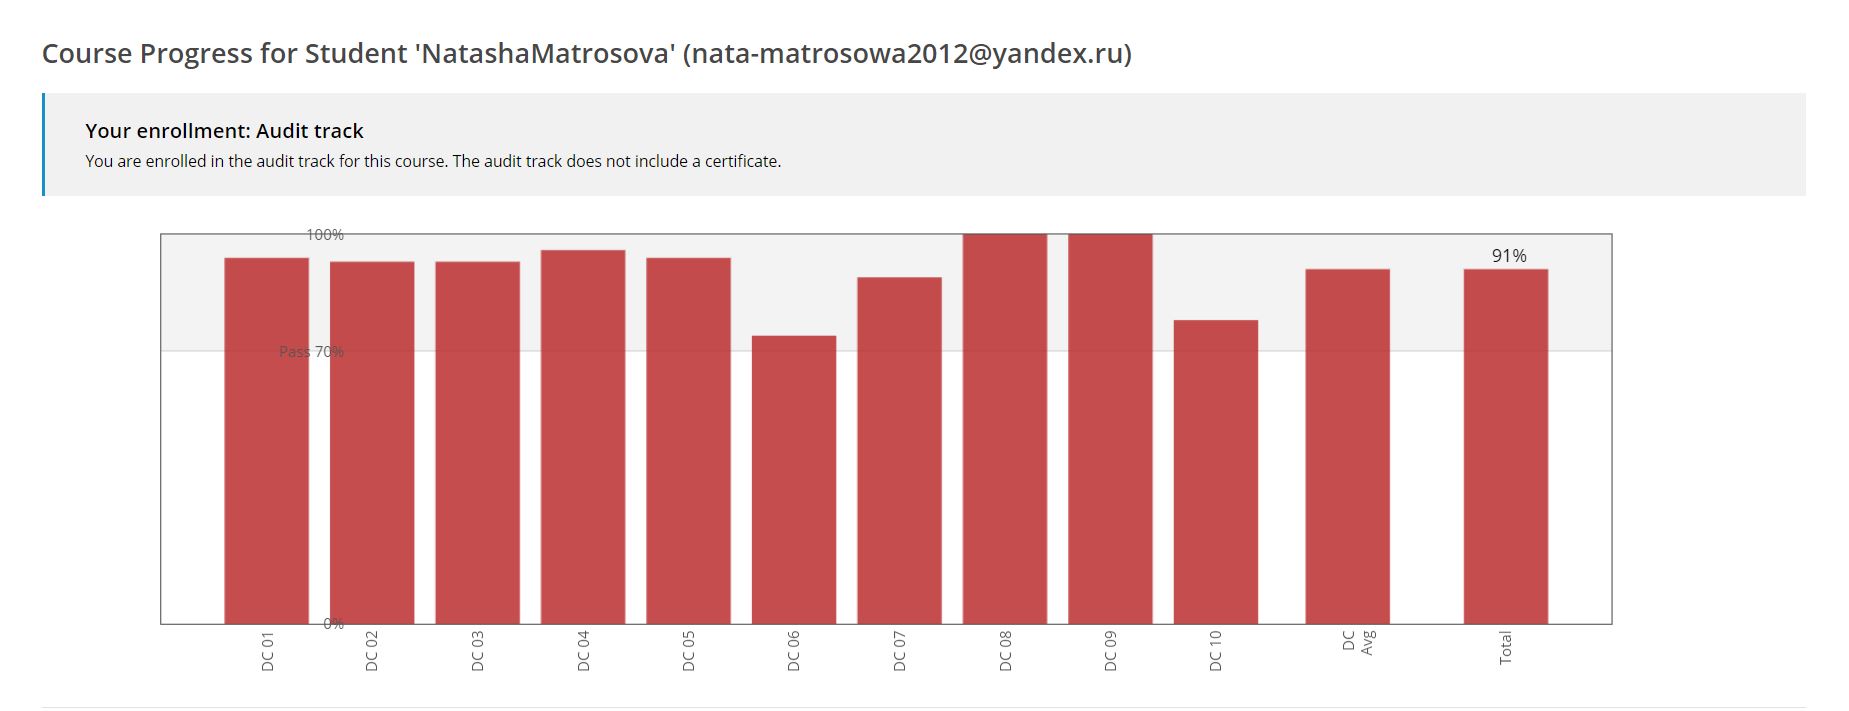 Course Progress for Student 'NatashaMatrosova' (nata-matrosowa2012@yandex.ru)
Your enrollment: Audit track
You are enrolled in the audit track for this course. The audit track does not include a certificate.
100%
91%
Pass 70%
0%
DC 01
DC 02
DC 03
DC 04
DC 05
DC 06
DC 07
DC 08
DC 09
DC 10
DC
Avg
Total